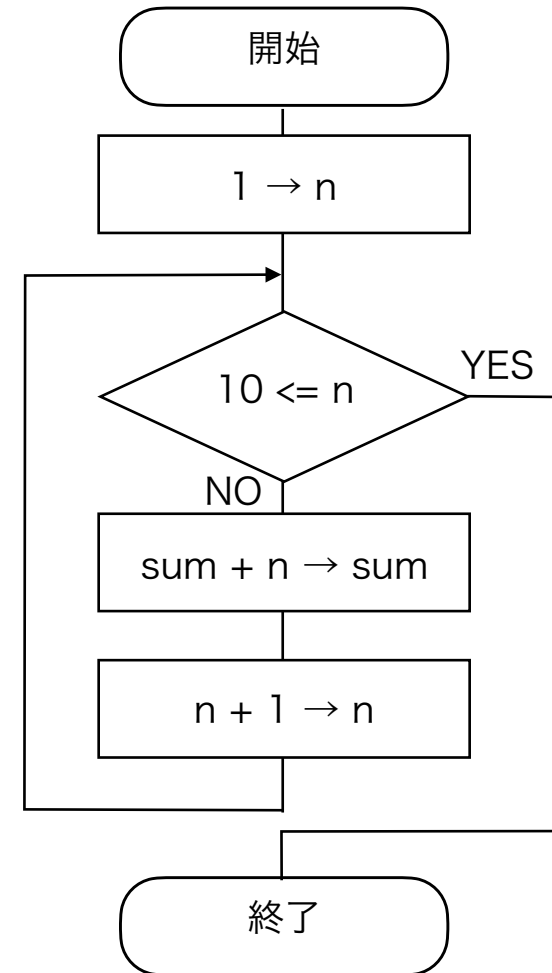 開始
1 → n
10 <= n
YES
NO
sum + n → sum
n + 1 → n
終了